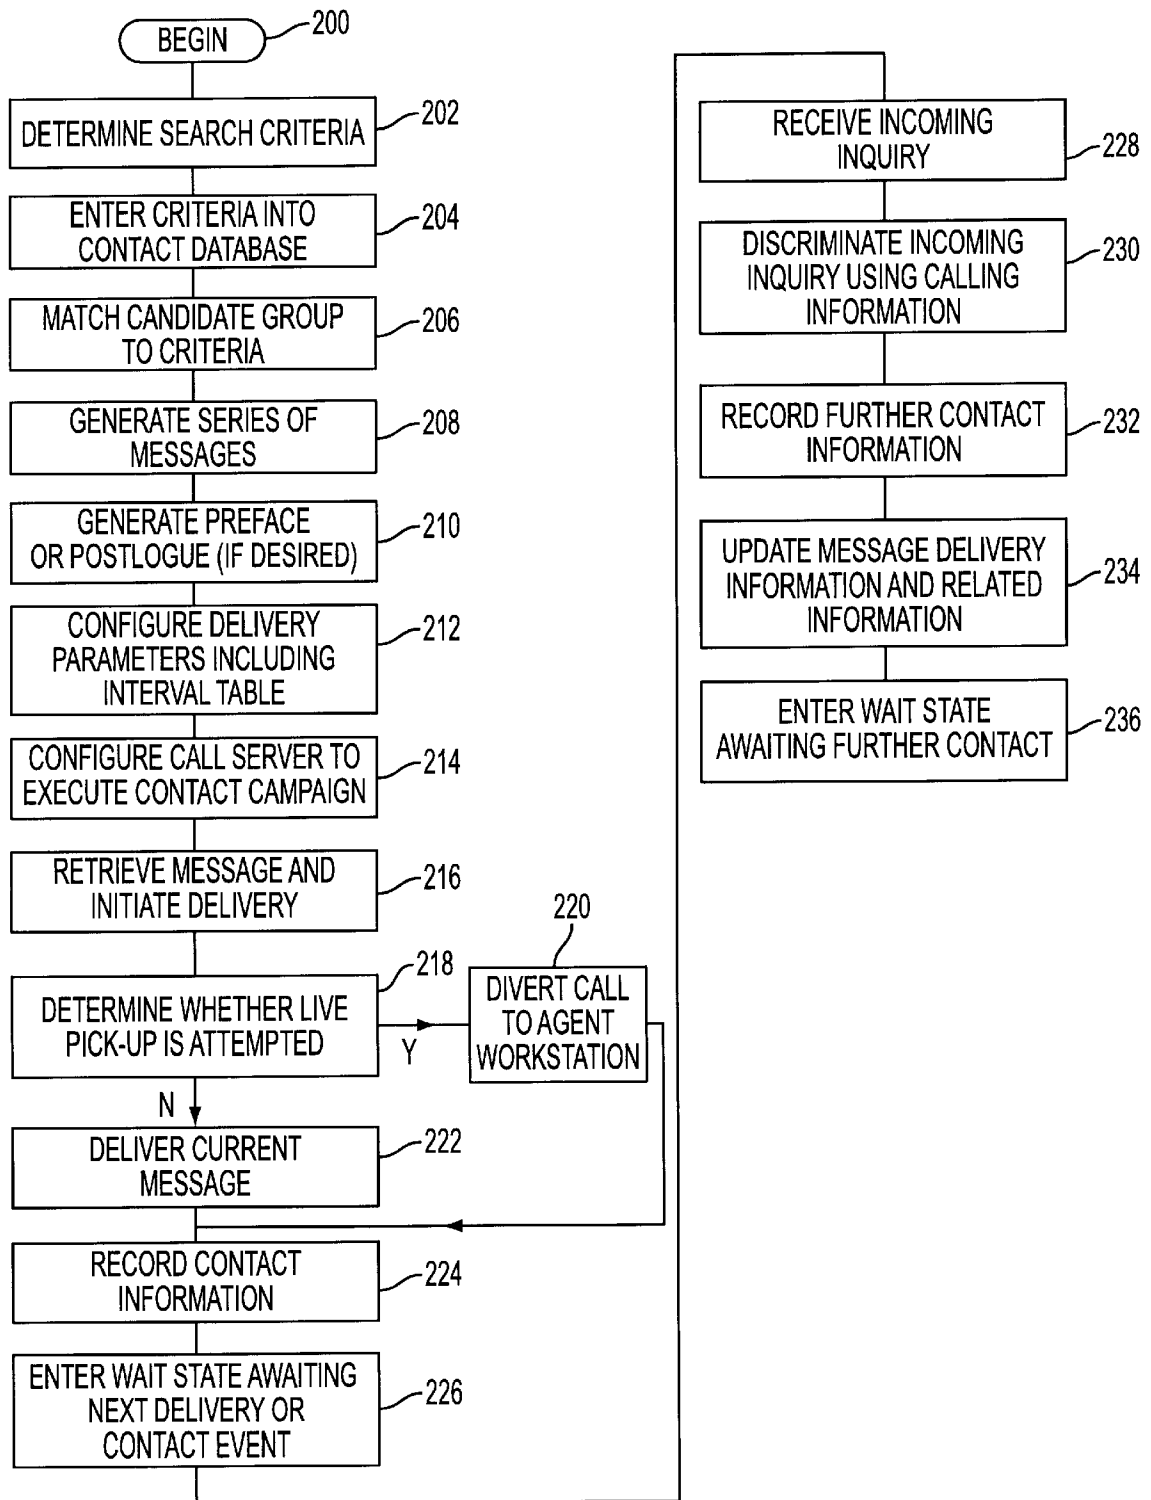 BEGIN
200
DETERMINE SEARCH CRITERIA
202
ENTER CRITERIA INTO
CONTACT DATABASE
204
MATCH CANDIDATE GROUP
TO CRITERIA
206
GENERATE SERIES OF
MESSAGES
208
GENERATE PREFACE
OR POSTLOGUE (IF DESIRED)
210
CONFIGURE DELIVERY
PARAMETERS INCLUDING
INTERVAL TABLE
212
CONFIGURE CALL SERVER TO
EXECUTE CONTACT CAMPAIGN
214
RETRIEVE MESSAGE AND
INITIATE DELIVERY
216
DETERMINE WHETHER LIVE
PICK-UP IS ATTEMPTED
218
Y
DIVERT CALL
TO AGENT
WORKSTATION
220
N
DELIVER CURRENT
MESSAGE
222
RECORD CONTACT
INFORMATION
224
ENTER WAIT STATE AWAITING
NEXT DELIVERY OR
CONTACT EVENT
226
RECEIVE INCOMING
INQUIRY
228
DISCRIMINATE INCOMING
INQUIRY USING CALLING
INFORMATION
230
RECORD FURTHER CONTACT
INFORMATION
232
UPDATE MESSAGE DELIVERY
INFORMATION AND RELATED
INFORMATION
234
ENTER WAIT STATE
AWAITING FURTHER CONTACT
236